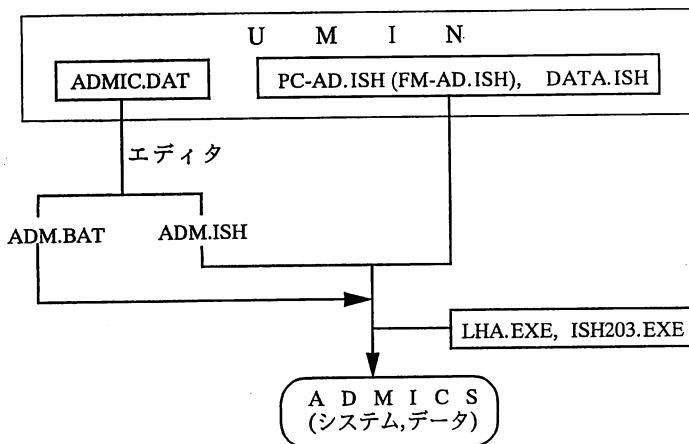 U M I N
ADMIC.DAT
PC-AD.ISH (FM-AD.ISH), DATA.ISH
エディタ
ADM.BAT
ADM.ISH
LHA.EXE, ISH203.EXE
A D M I C S
(システム,データ)